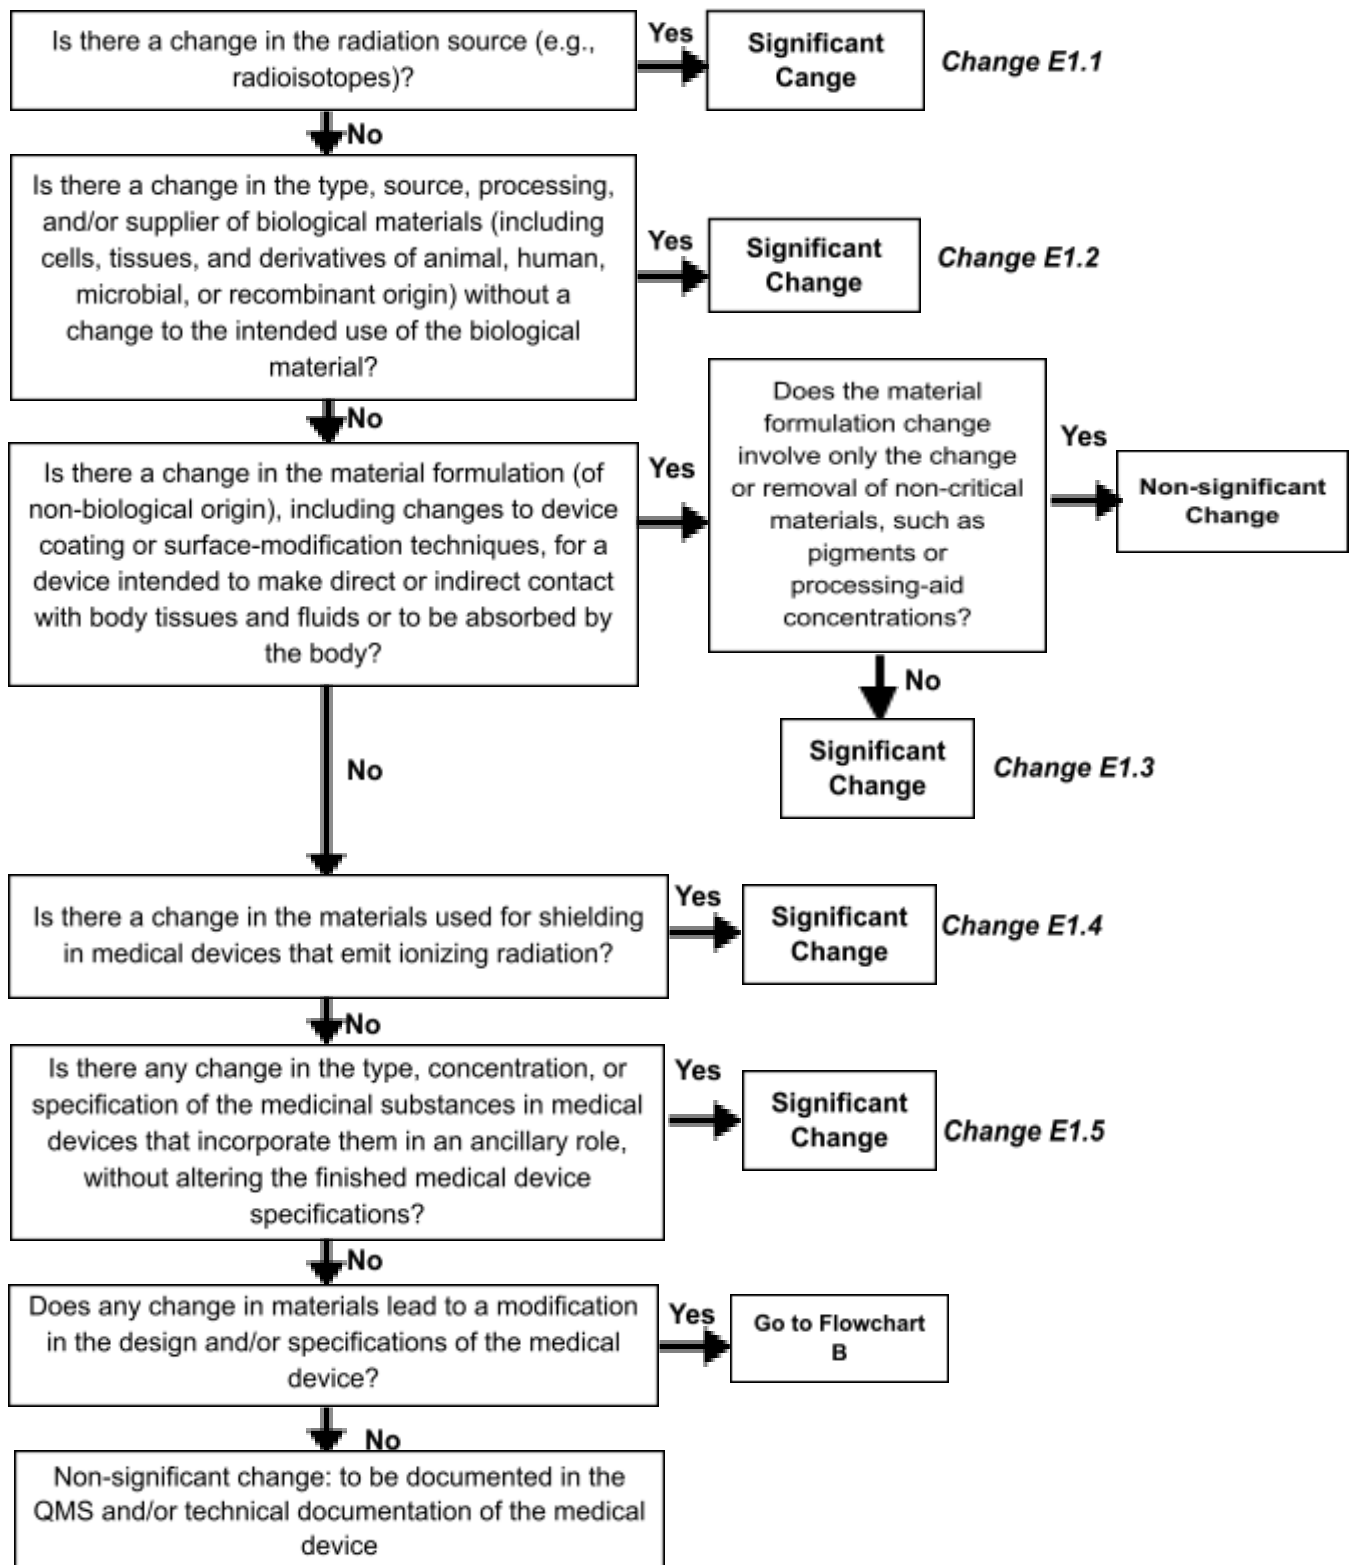 Is there a change in the radiation source (e.g.,
radioisotopes)?
Yes
Significant
Cange
Change E1.1
No
Is there a change in the type, source, processing,
and/or supplier of biological materials (including
cells, tissues, and derivatives of animal, human,
microbial, or recombinant origin) without a
change to the intended use of the biological
material?
Yes
Significant
Change
Change E1.2
No
Is there a change in the material formulation (of
non-biological origin), including changes to device
coating or surface-modification techniques, for a
device intended to make direct or indirect contact
with body tissues and fluids or to be absorbed by
the body?
Yes
Does the material
formulation change
involve only the change
or removal of non-critical
materials, such as
pigments or
processing-aid
concentrations?
Yes
Non-significant
Change
No
Significant
Change
Change E1.3
No
Is there a change in the materials used for shielding
in medical devices that emit ionizing radiation?
Yes
Significant
Change
Change E1.4
No
Is there any change in the type, concentration, or
specification of the medicinal substances in medical
devices that incorporate them in an ancillary role,
without altering the finished medical device
specifications?
Yes
Significant
Change
Change E1.5
No
Does any change in materials lead to a modification
in the design and/or specifications of the medical
device?
Yes
Go to Flowchart
B
No
Non-significant change: to be documented in the
QMS and/or technical documentation of the medical
device